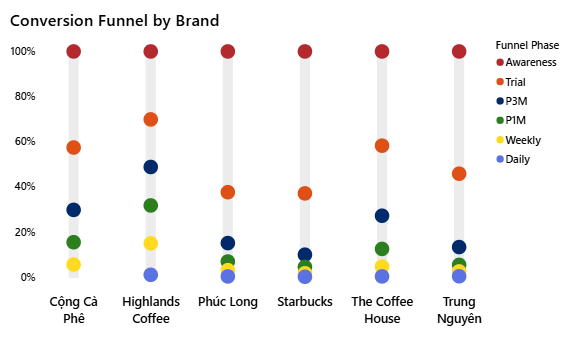 Conversion Funnel by Brand
Funnel Phase
Awareness
Trial
P3M
P1M
Weekly
Daily
100%
80%
60%
40%
20%
0%
Cộng Cà
Phê
Highlands
Coffee
Phúc Long
Starbucks
The Coffee
House
Trung
Nguyên